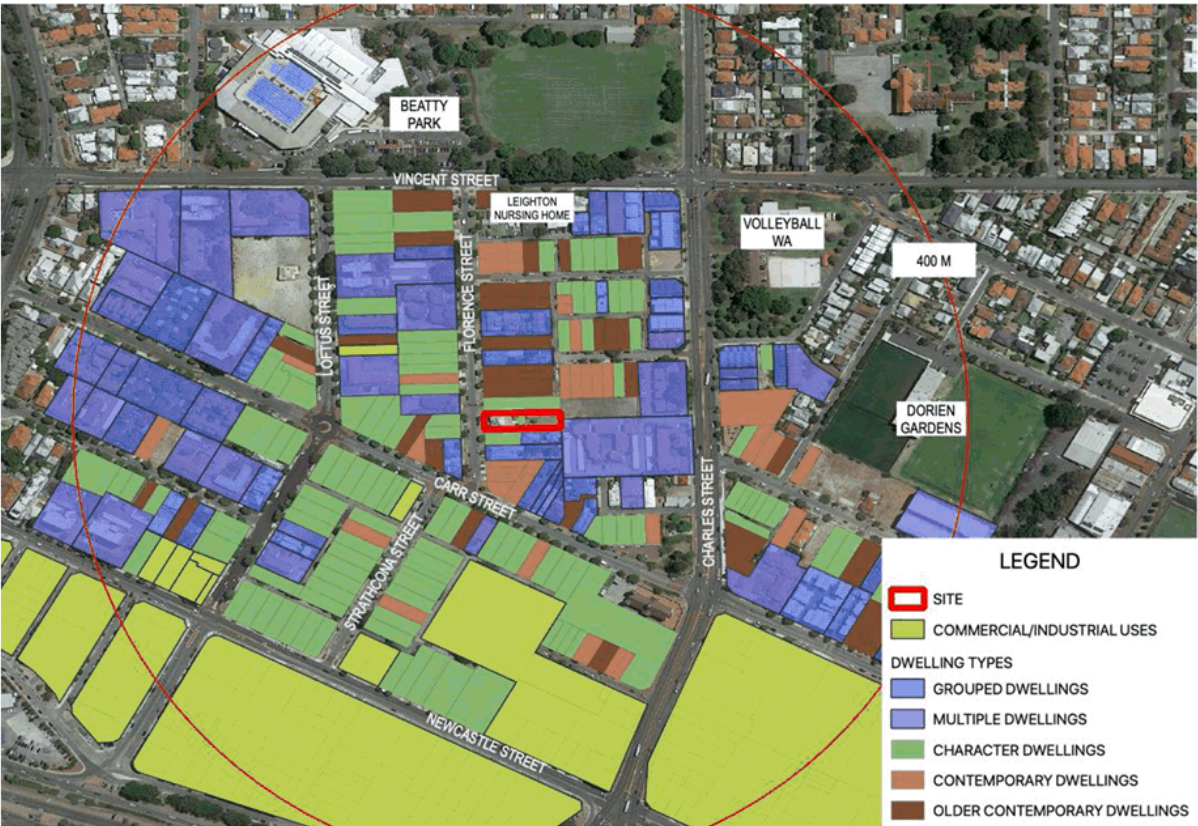 BEATTY
PARK
VINCENT STREET
LEIGHTON
NURSING HOME
VOLLEYBALL
WA
400 M
LOFTUS STREET
FLORENCE STREET
DORIEN
GARDENS
CARR STREET
CHARLES STREET
STRATHCONA STREET
NEWCASTLE STREET
LEGEND
SITE
COMMERCIAL/INDUSTRIAL USES
DWELLING TYPES
GROUPED DWELLINGS
MULTIPLE DWELLINGS
CHARACTER DWELLINGS
CONTEMPORARY DWELLINGS
OLDER CONTEMPORARY DWELLINGS